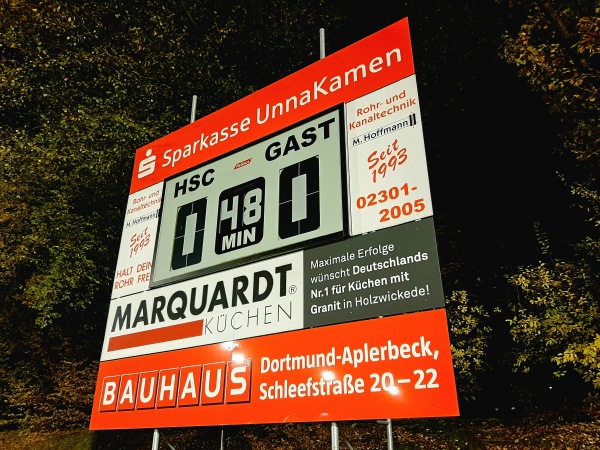 Sparkasse UnnaKamen
HSC GAST
0 48 0
MIN
Rohr- und
Kanaltechnik
M. Hoffmann
Seit
1993
HALT DEIN
ROHR FREI
Rohr- und
Kanaltechnik
M. Hoffmann
Seit
1993
02301-
2005
MARQUARDT®
KÜCHEN
Maximale Erfolge
wünscht Deutschlands
Nr. 1 für Küchen mit
Granit in Holzwickede!
BAUHAUS
Dortmund-Aplerbeck,
Schleefstraße 20–22